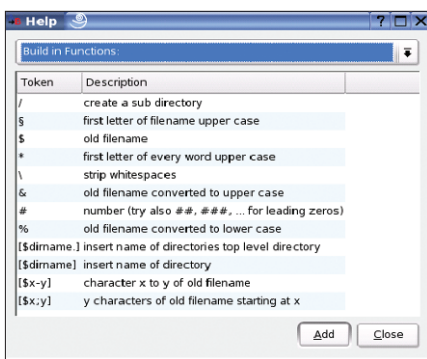 Help
Build in Functions:
Token Description
/ create a sub directory
§ first letter of filename upper case
$ old filename
* first letter of every word upper case
\ strip whitespaces
& old filename converted to upper case
# number (try also ##, ###, ... for leading zeros)
% old filename converted to lower case
[$dirname.] insert name of directories top level directory
[$dirname] insert name of directory
[$x-y] character x to y of old filename
[$x;y] y characters of old filename starting at x
Add Close